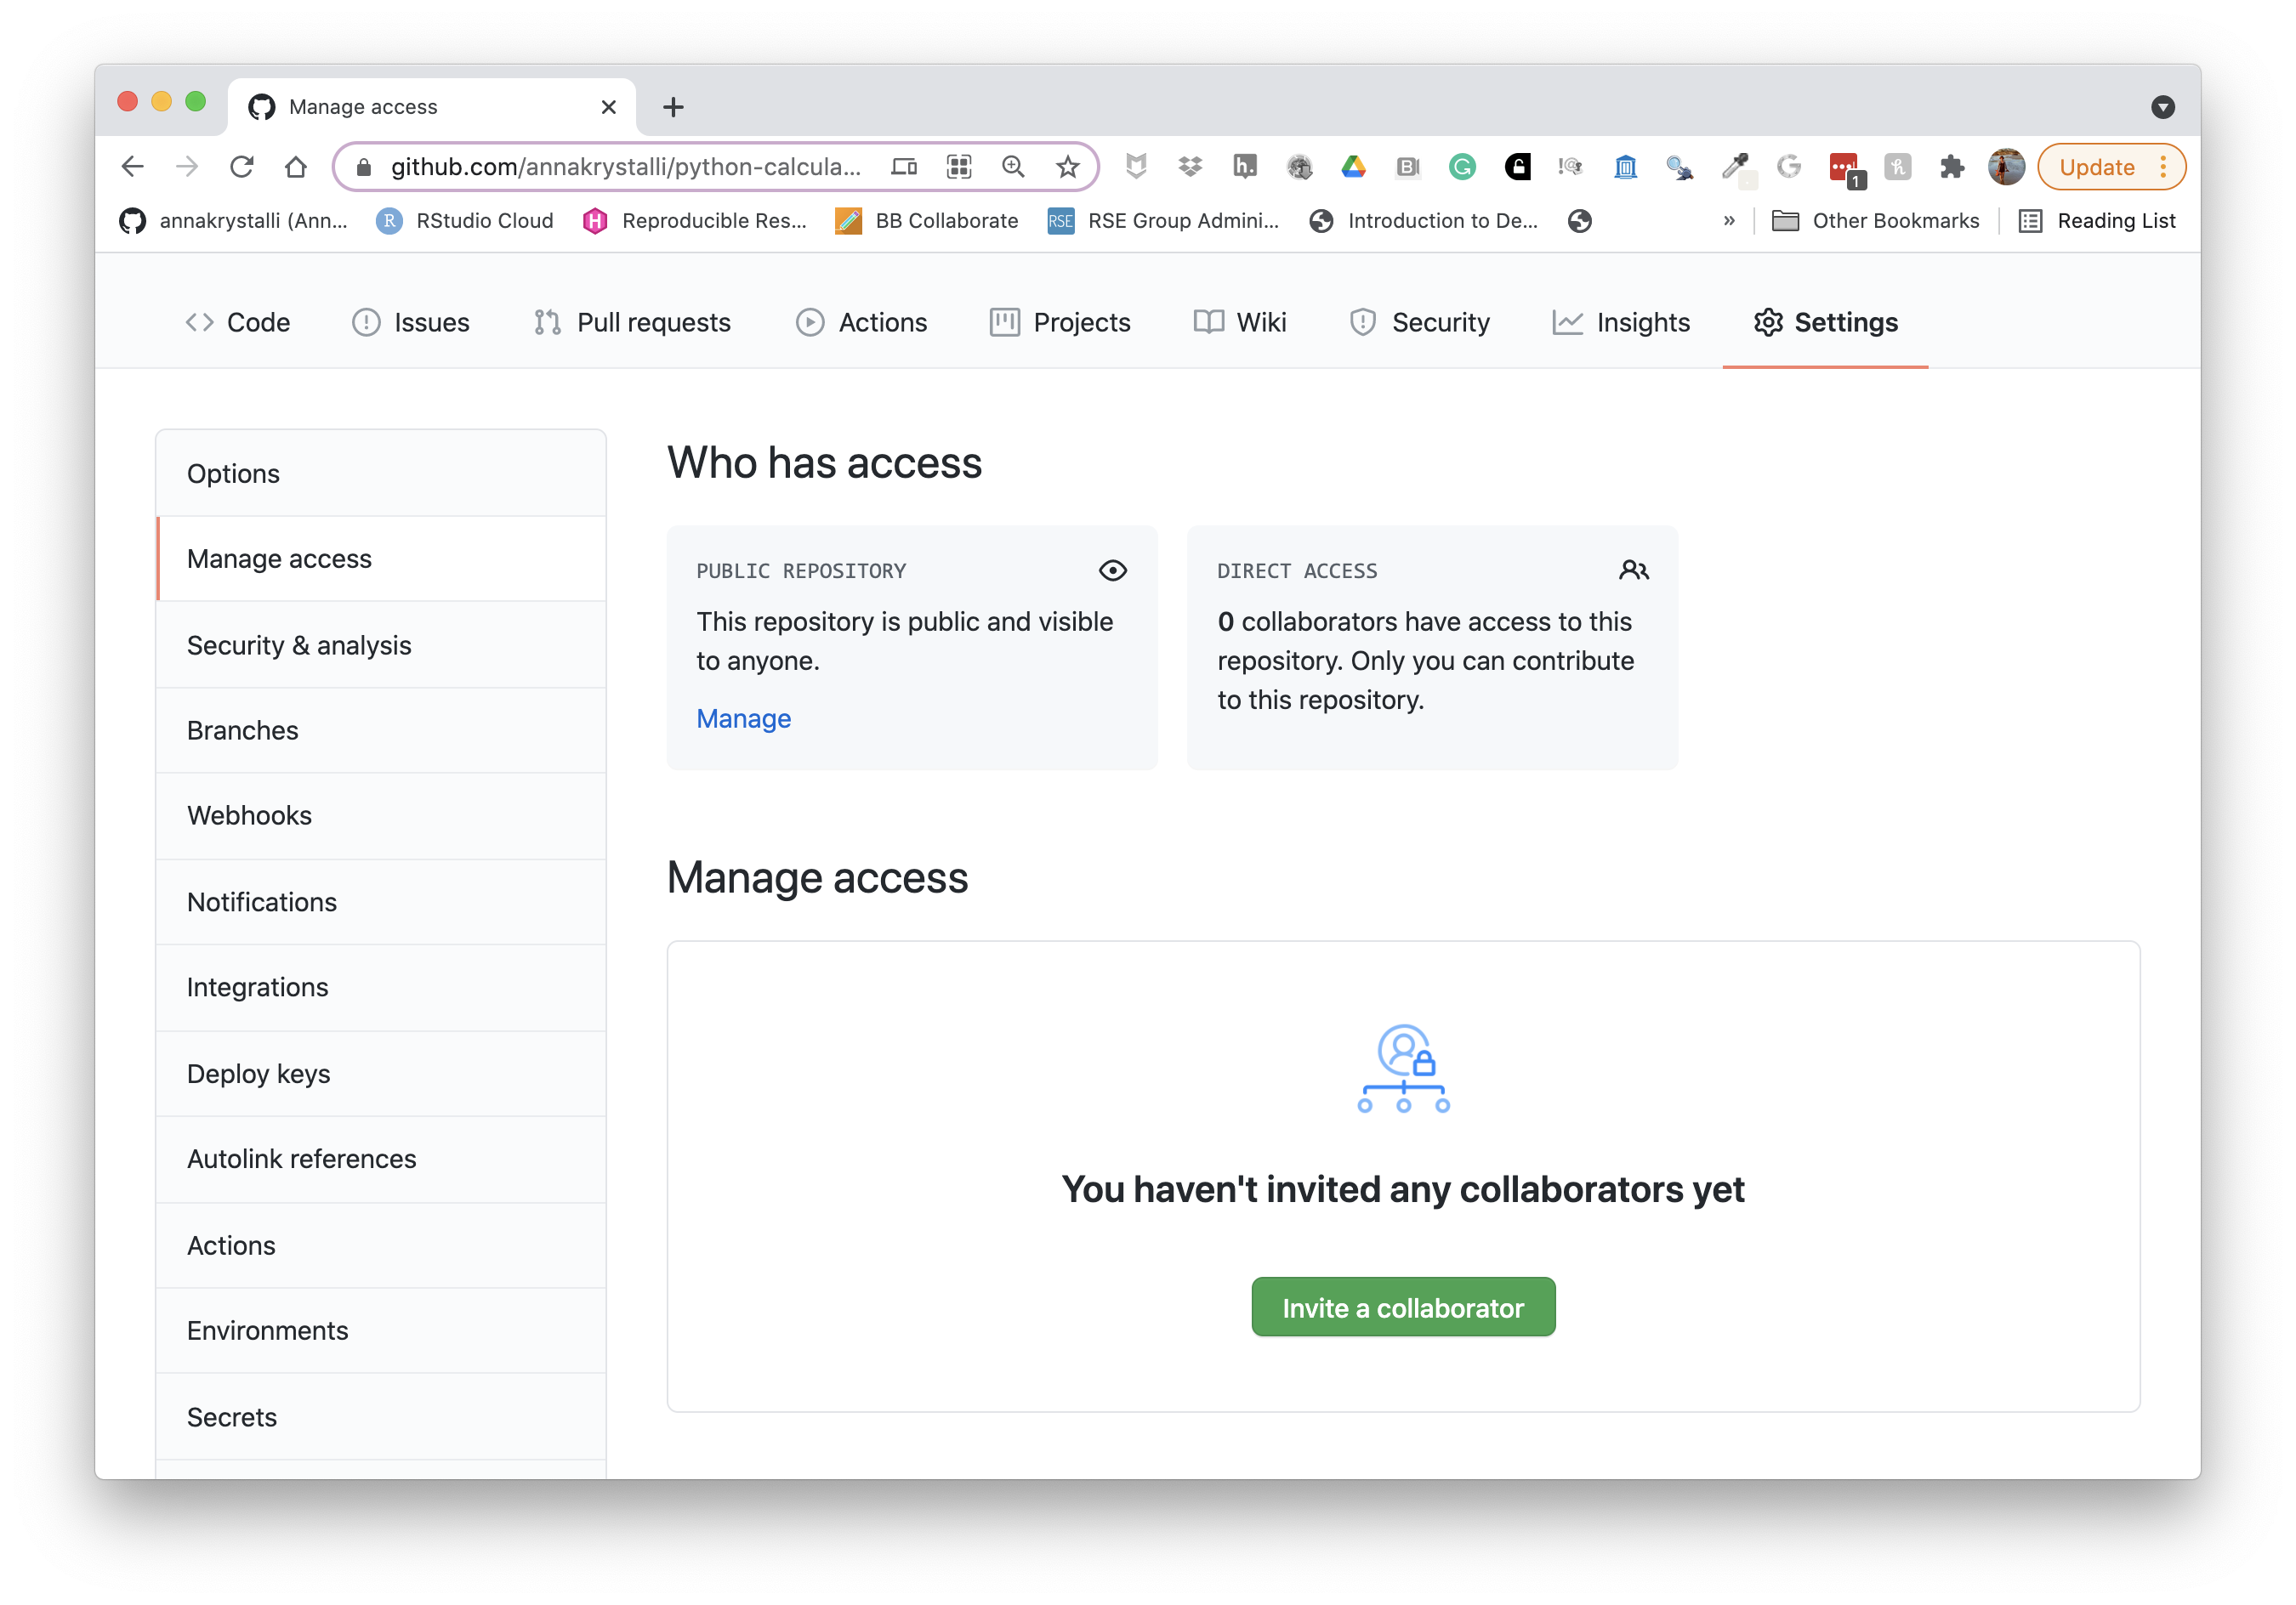 Manage access
github.com/annakrystalli/python-calcula...
Update
1
annakrystalli (Ann...
RStudio Cloud
Reproducible Res...
BB Collaborate
RSE
RSE Group Admini...
Introduction to De...
»
Other Bookmarks
Reading List
Code
Issues
Pull requests
Actions
Projects
Wiki
Security
Insights
Settings
Options
Manage access
Security & analysis
Branches
Webhooks
Notifications
Integrations
Deploy keys
Autolink references
Actions
Environments
Secrets
Who has access
PUBLIC REPOSITORY
This repository is public and visible
to anyone.
Manage
DIRECT ACCESS
0 collaborators have access to this
repository. Only you can contribute
to this repository.
Manage access
You haven't invited any collaborators yet
Invite a collaborator